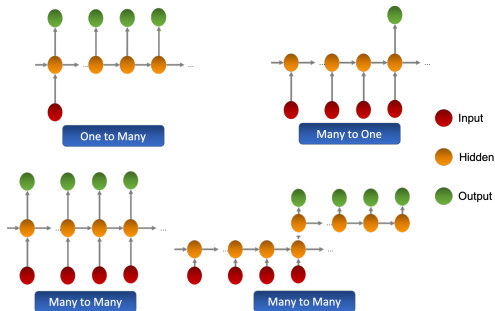 ...
...
...
...
One to Many
Many to One
Input
Hidden
Output
...
...
...
...
...
Many to Many
Many to Many